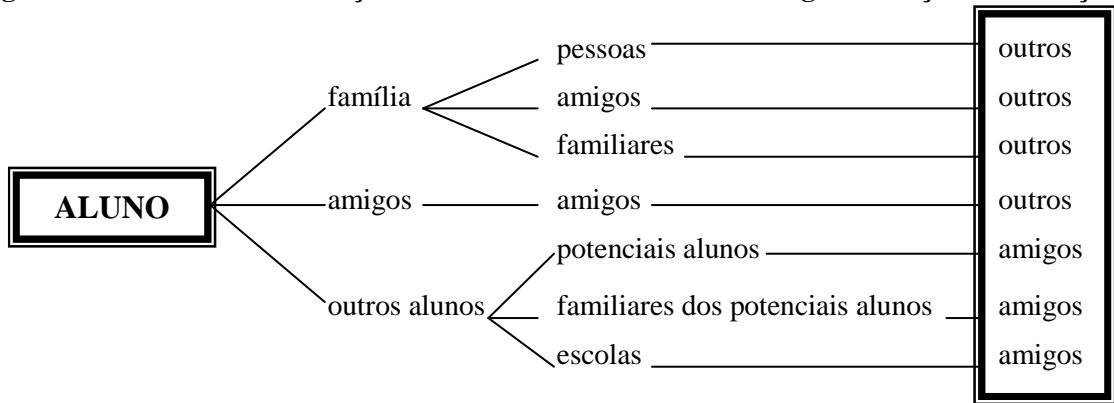 pessoas outros
família amigos outros
familiares outros
ALUNO amigos amigos outros
potenciais alunos amigos
outros alunos familiares dos potenciais alunos amigos
escolas amigos